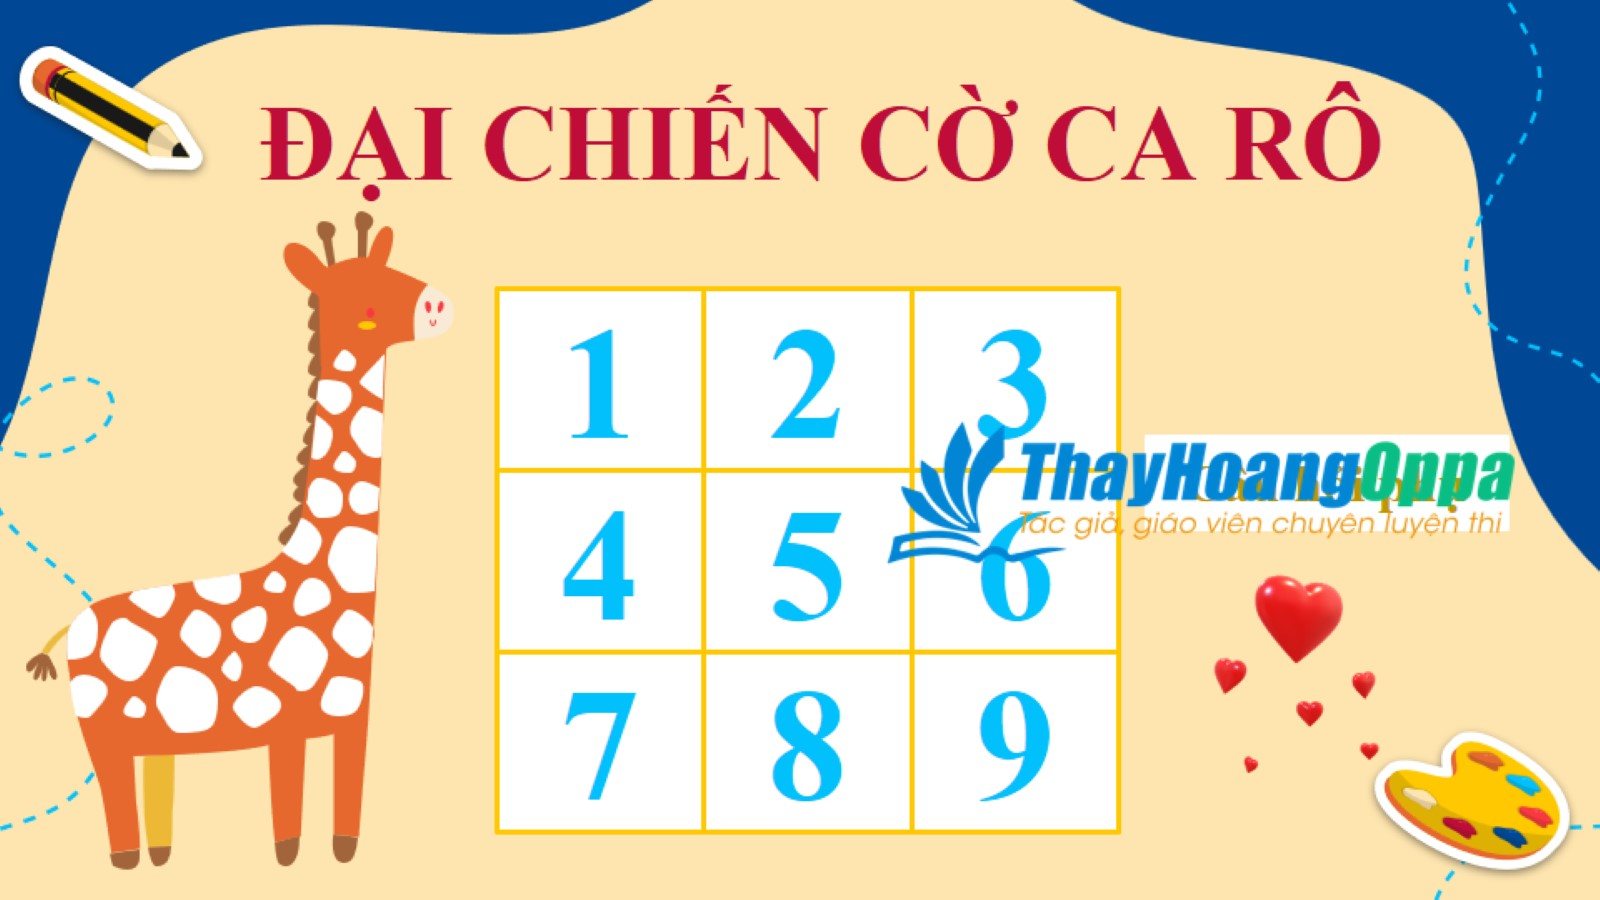 ĐẠI CHIẾN CỜ CA RÔ
1 2 3
4 5 6
7 8 9
ThayHoangOppa
Tác giả, giáo viên chuyên luyện thi